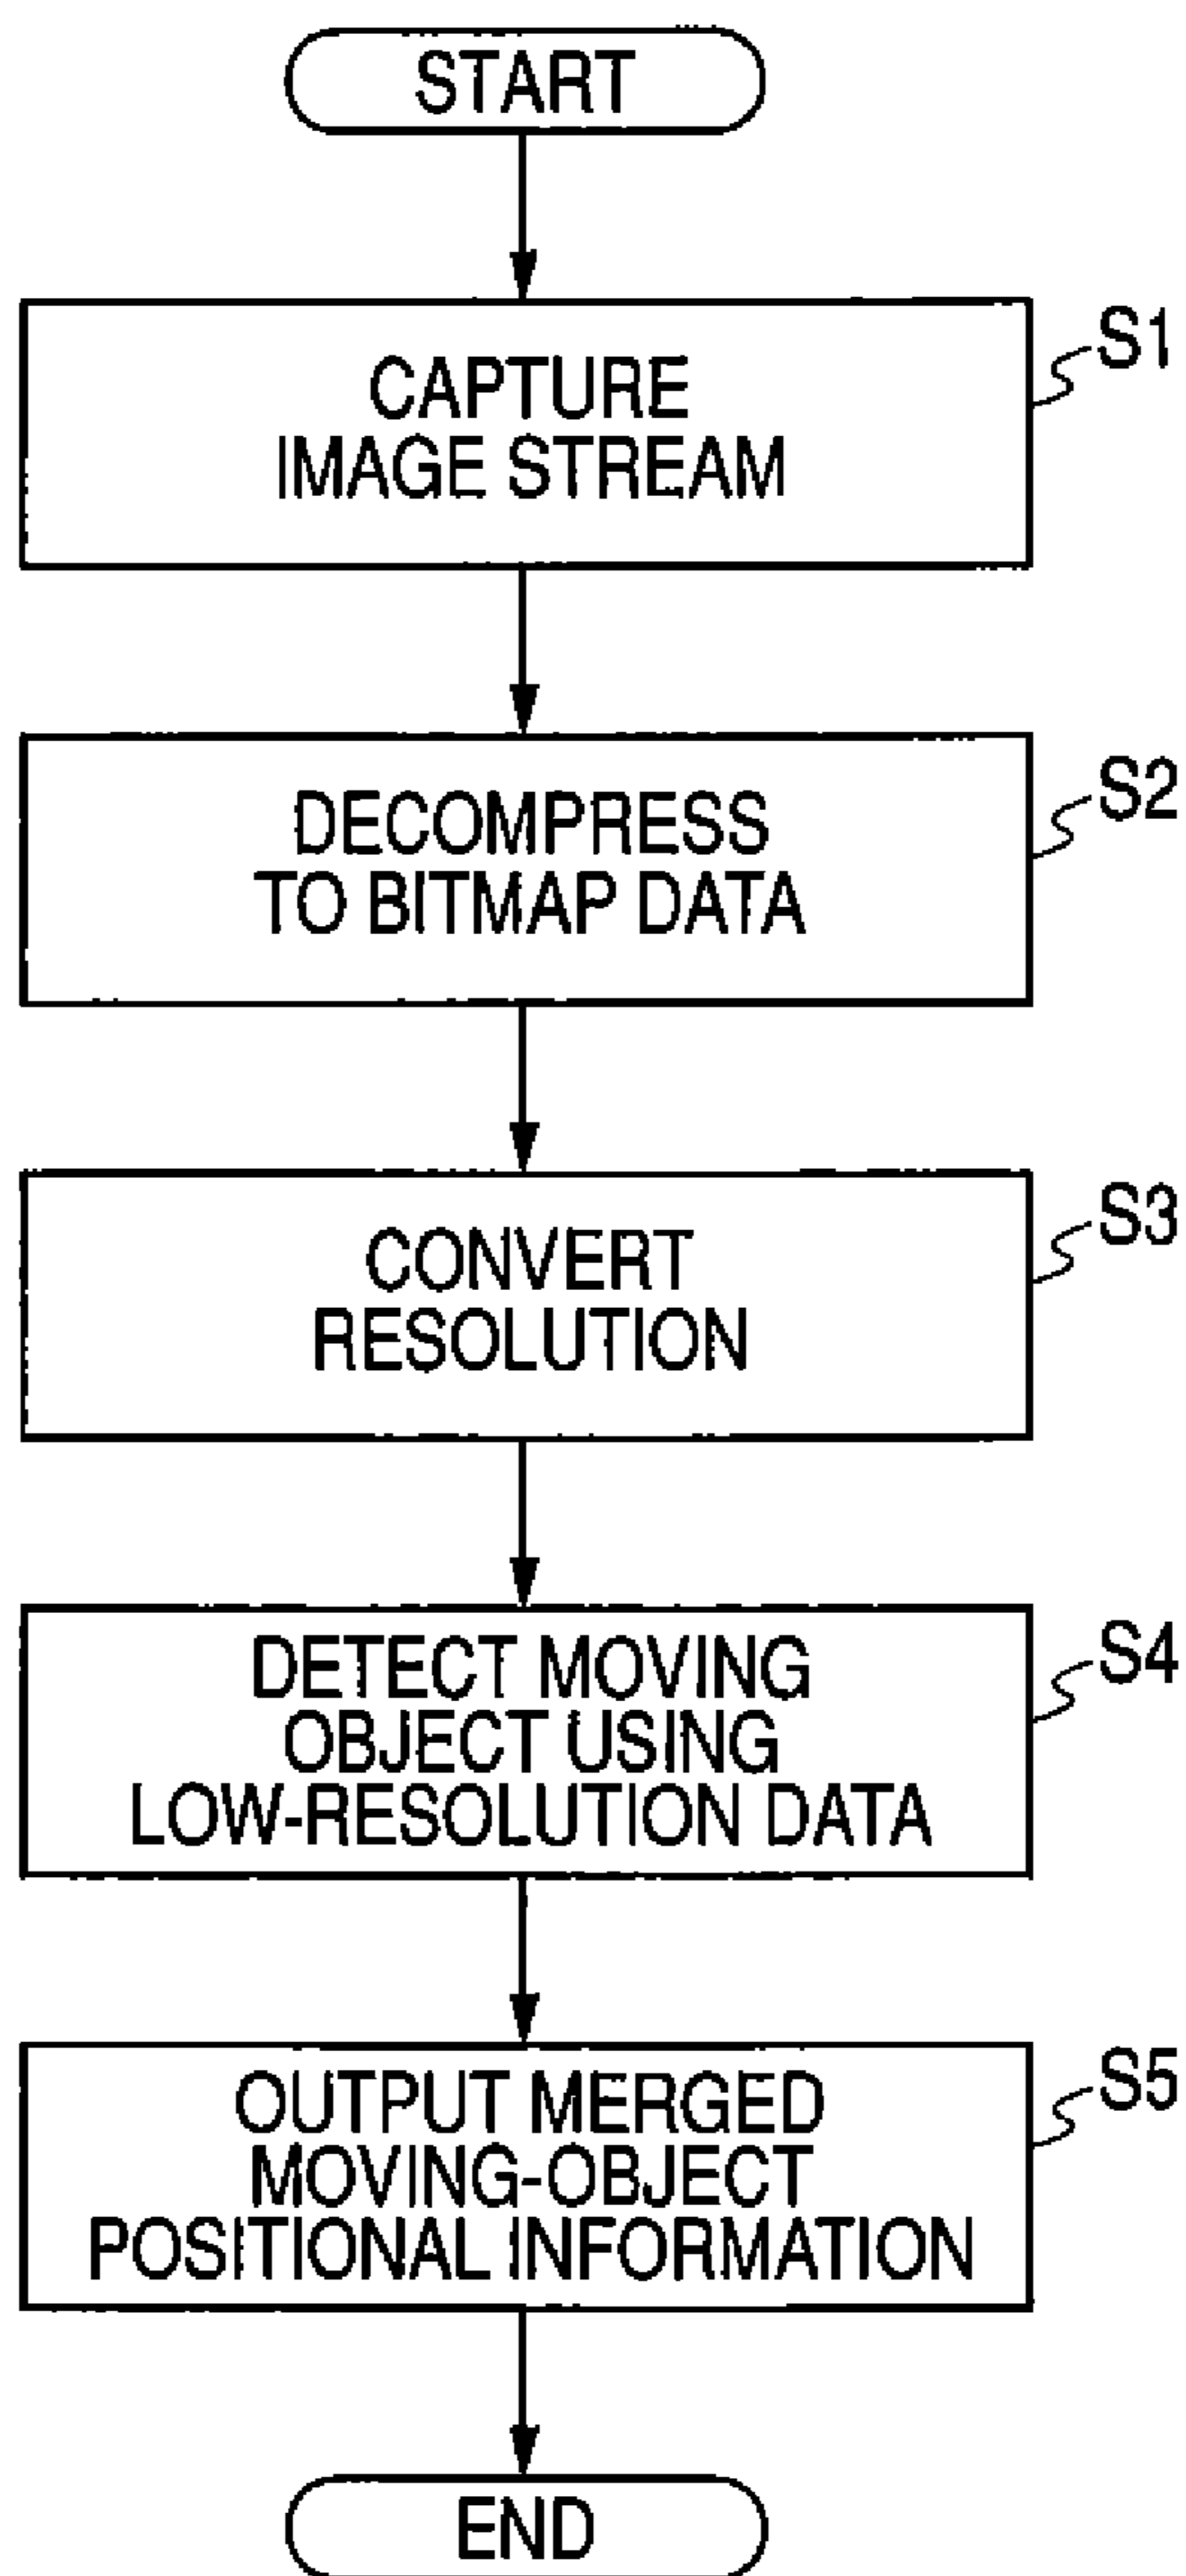 START
CAPTURE
IMAGE STREAM
S1
DECOMPRESS
TO BITMAP DATA
S2
CONVERT
RESOLUTION
S3
DETECT MOVING
OBJECT USING
LOW-RESOLUTION DATA
S4
OUTPUT MERGED
MOVING-OBJECT
POSITIONAL INFORMATION
S5
END